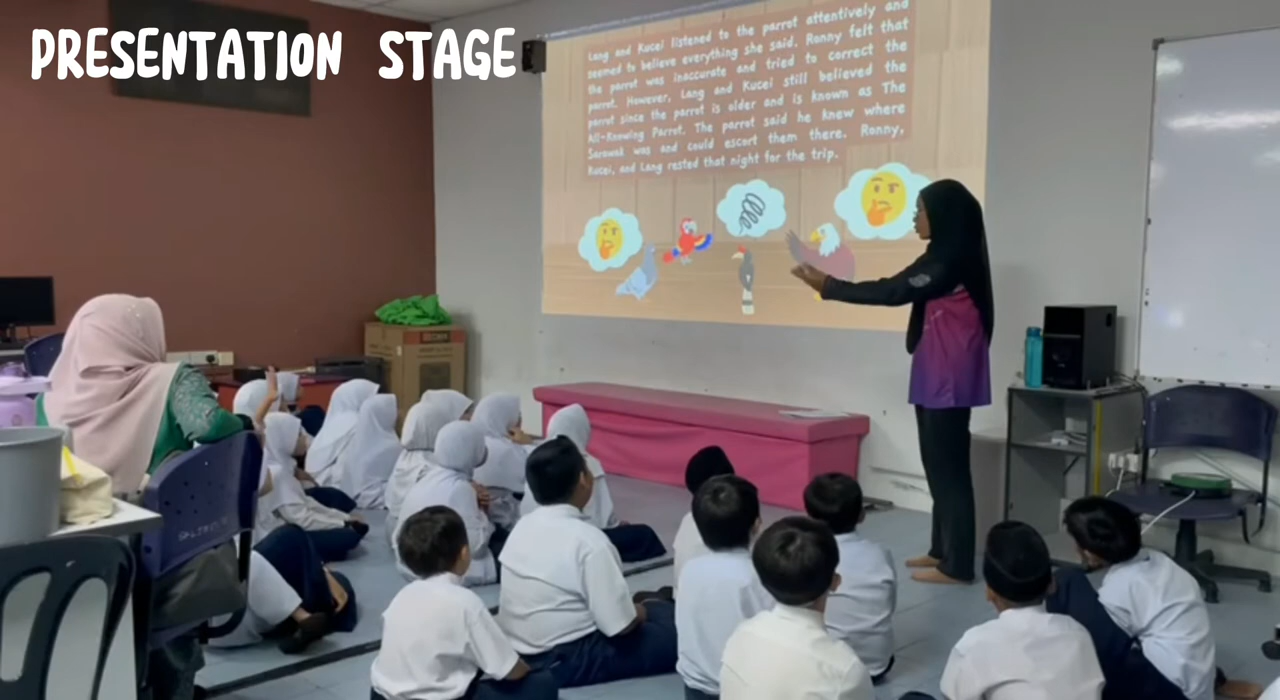 PRESENTATION STAGE
Lang and Kucei listened to the parrot attentively and
seemed to believe everything she said. Ronny felt that
the parrot was inaccurate and tried to correct the
parrot. However, Lang and Kucei still believed the
parrot since the parrot is older and is known as The
All-Knowing Parrot. The parrot said he knew where
Sarawak was and could escort them there. Ronny,
Kucei, and Lang rested that night for the trip.